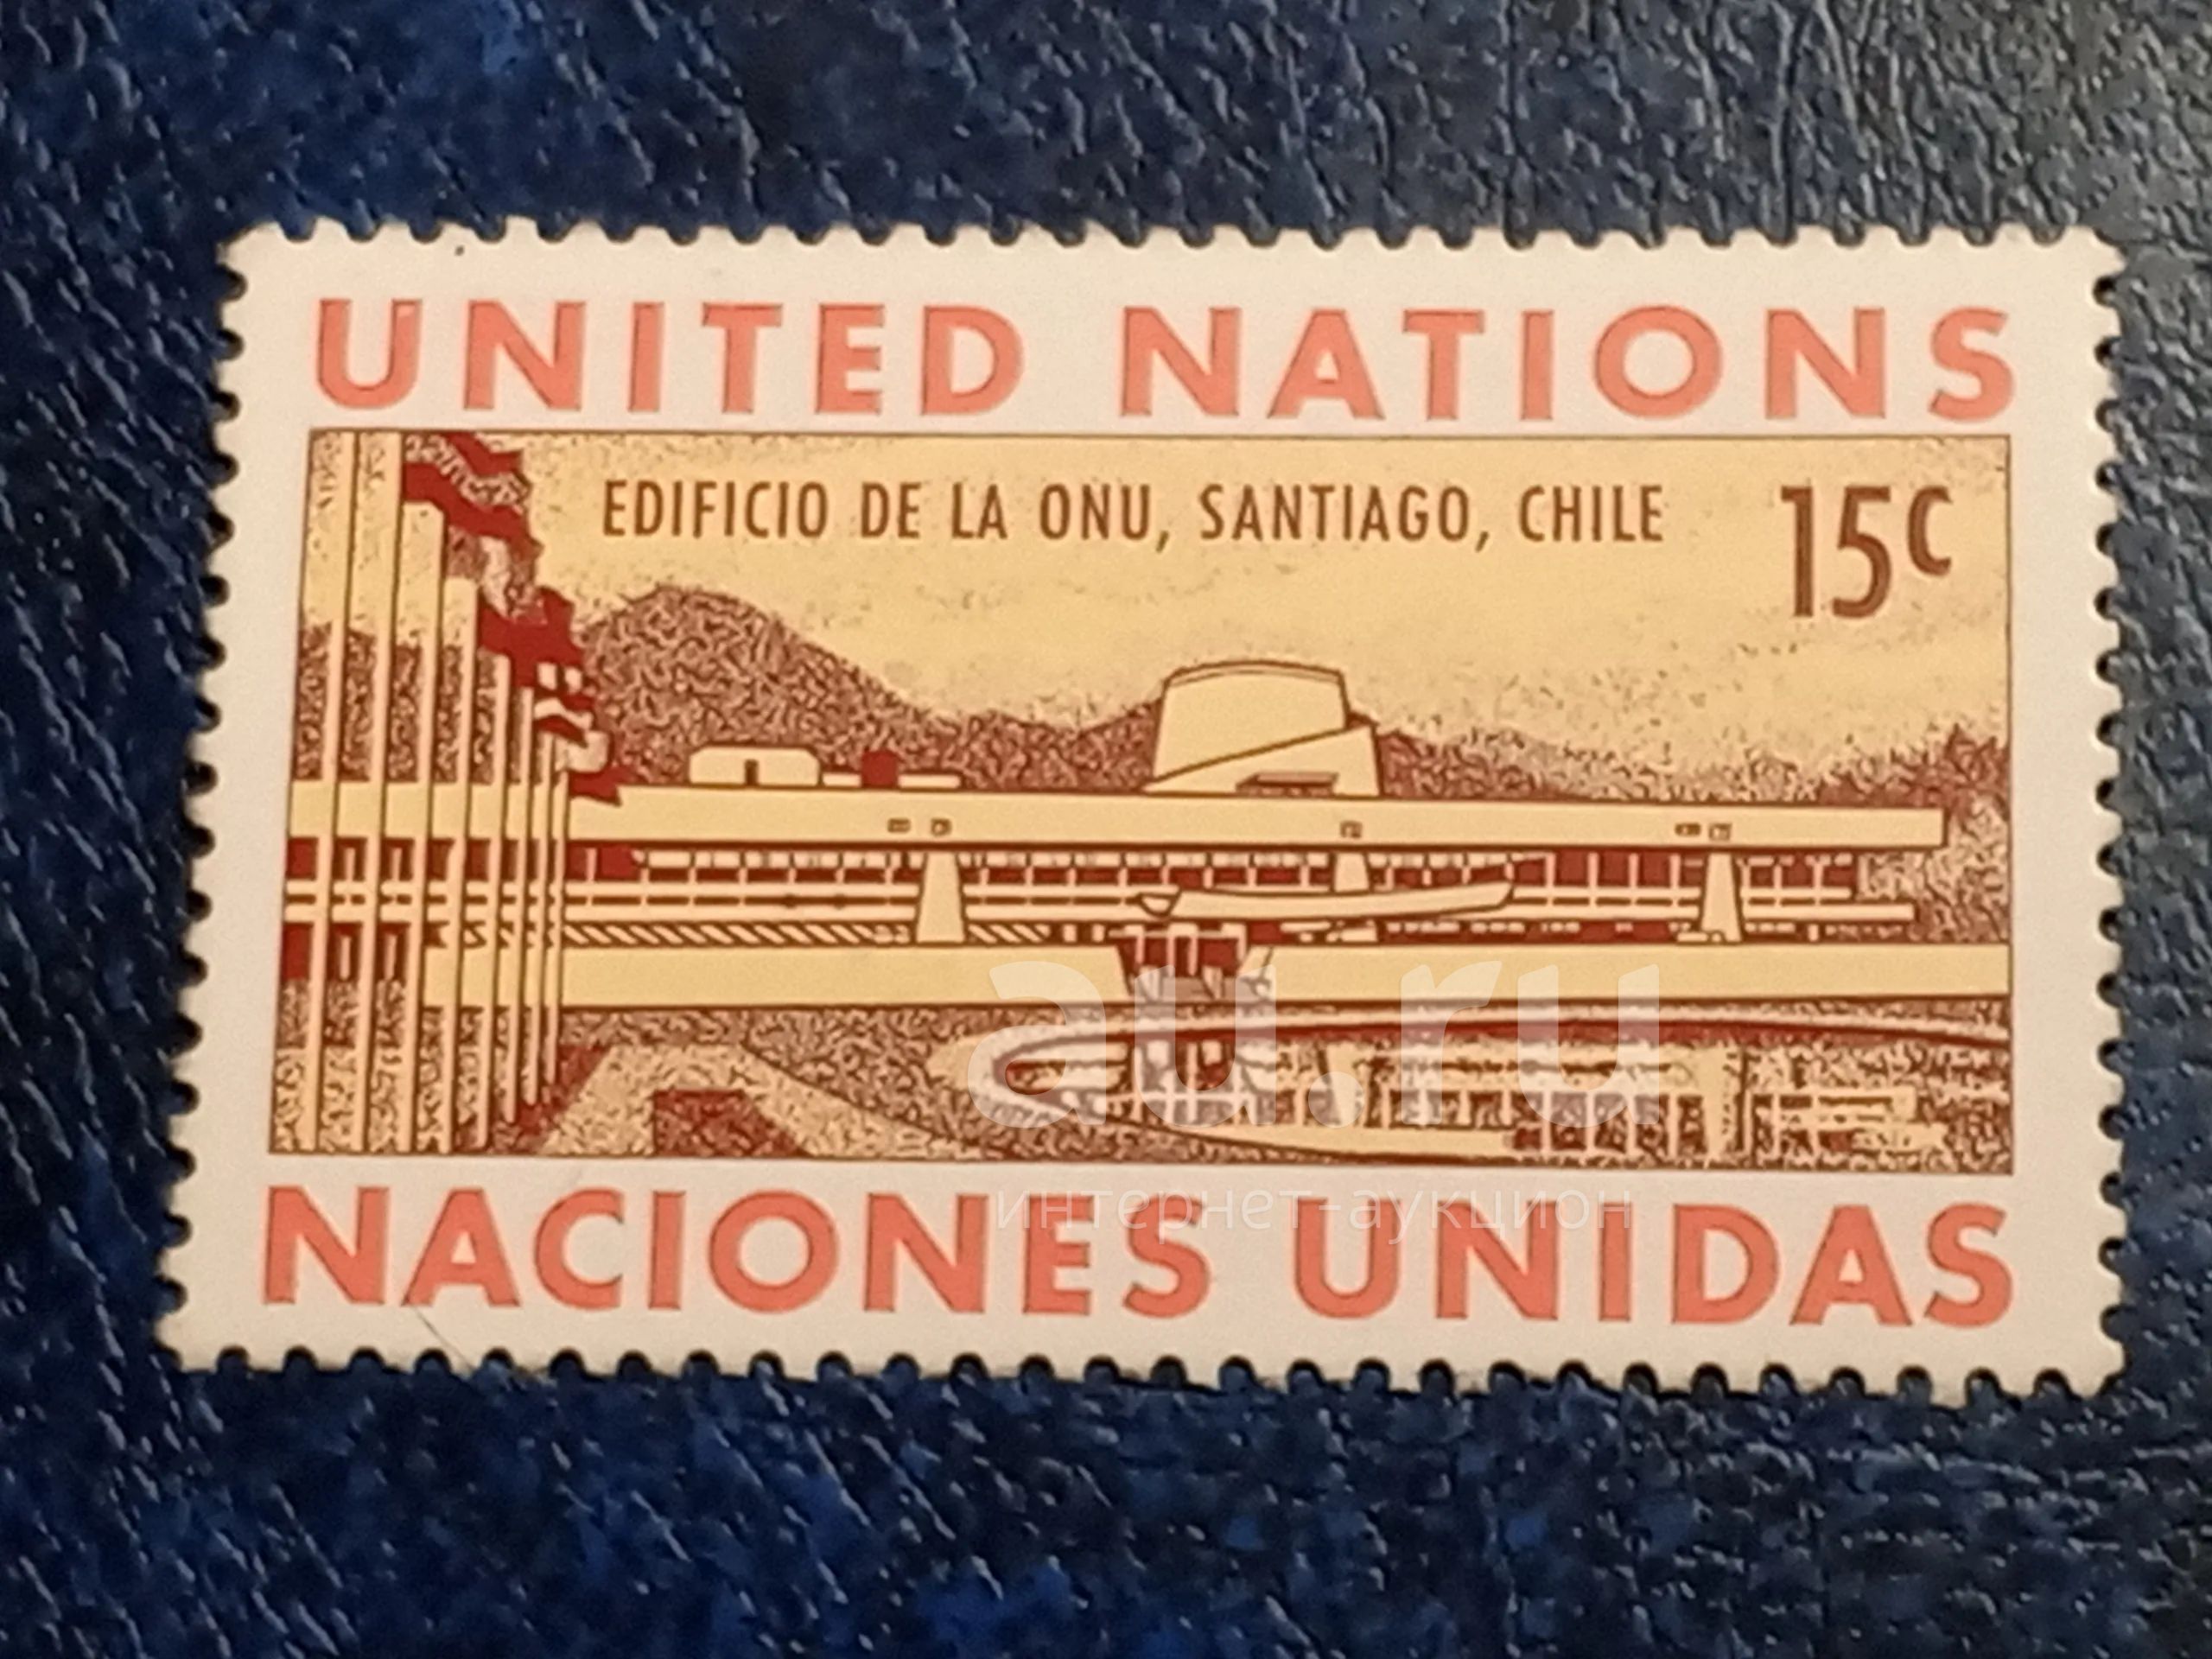 UNITED NATIONS
EDIFICIO DE LA ONU, SANTIAGO, CHILE 15c
au.ru
интернет-аукцион
NACIONES UNIDAS